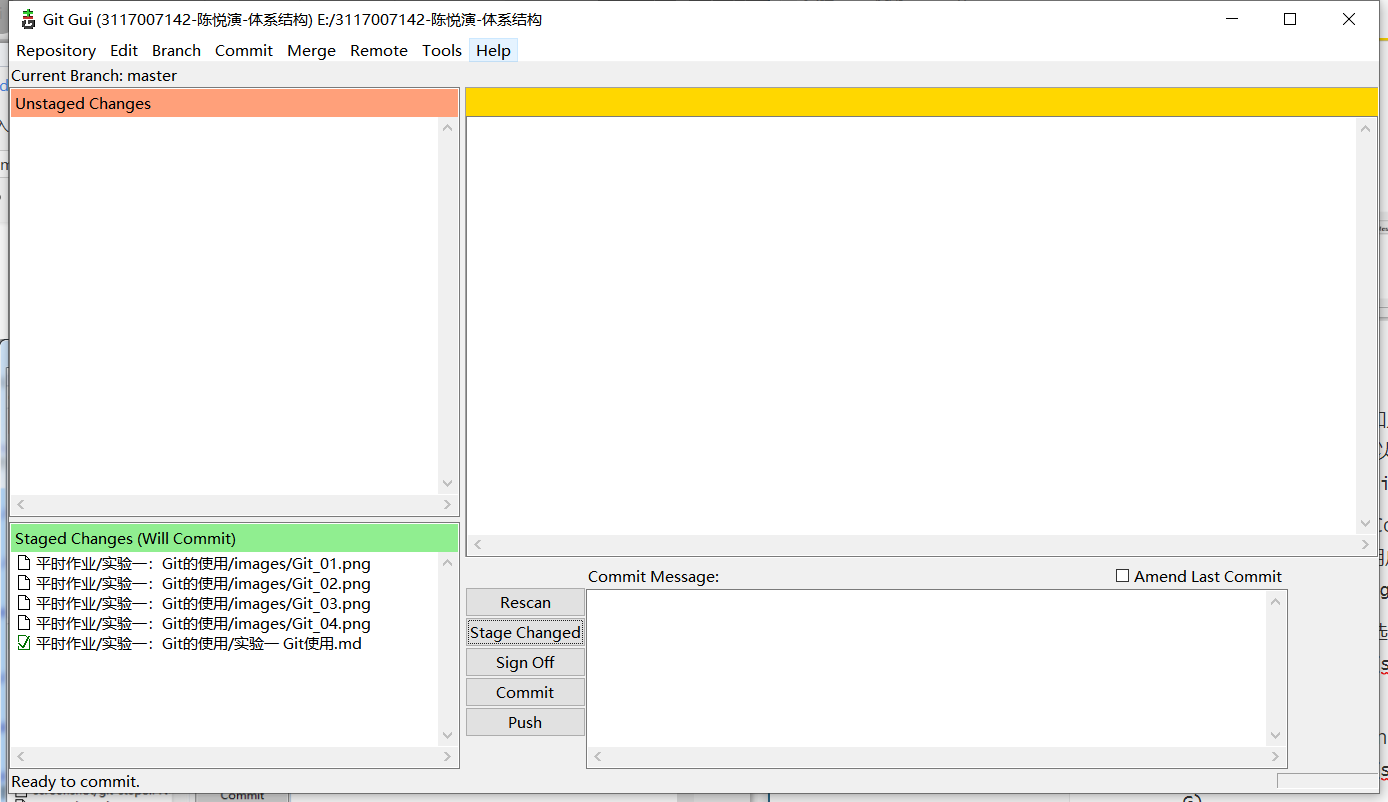 Git Gui (3117007142-陈悦演-体系结构) E:/3117007142-陈悦演-体系结构
Repository Edit Branch Commit Merge Remote Tools Help
Current Branch: master
Unstaged Changes
Staged Changes (Will Commit)
平时作业/实验一：Git的使用/images/Git_01.png
平时作业/实验一：Git的使用/images/Git_02.png
平时作业/实验一：Git的使用/images/Git_03.png
平时作业/实验一：Git的使用/images/Git_04.png
平时作业/实验一：Git的使用/实验一 Git使用.md
Commit Message:
Amend Last Commit
Rescan
Stage Changed
Sign Off
Commit
Push
Ready to commit.
Commit